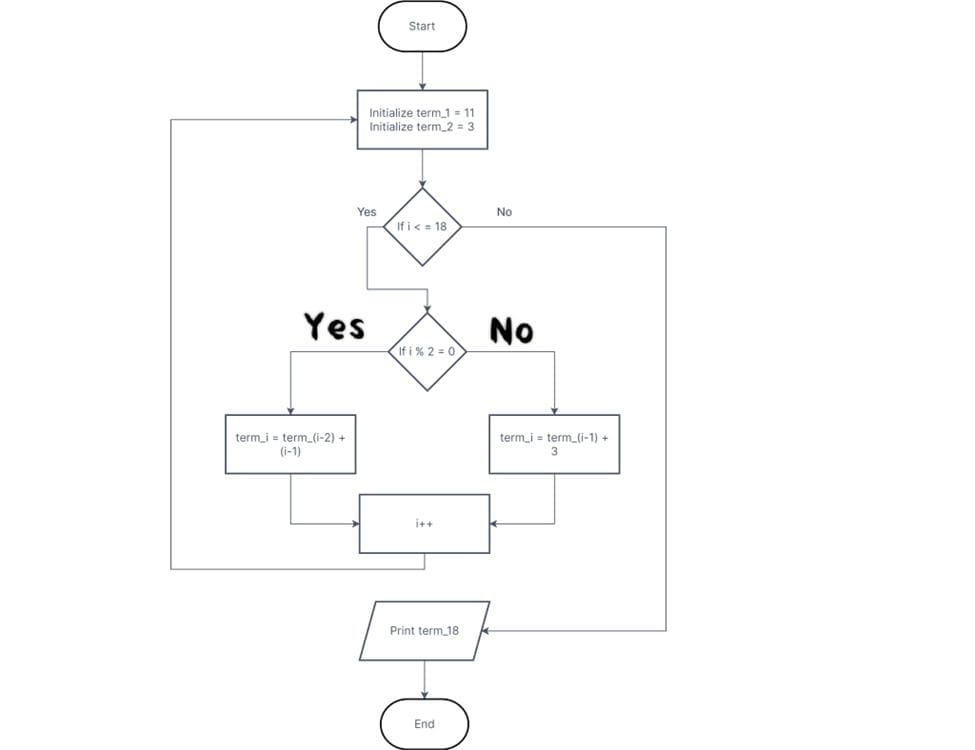 Start
Initialize term_1 = 11
Initialize term_2 = 3
Yes
No
If i < = 18
Yes
No
If i % 2 = 0
term_i = term_(i-2) +
(i-1)
term_i = term_(i-1) +
3
i++
Print term_18
End